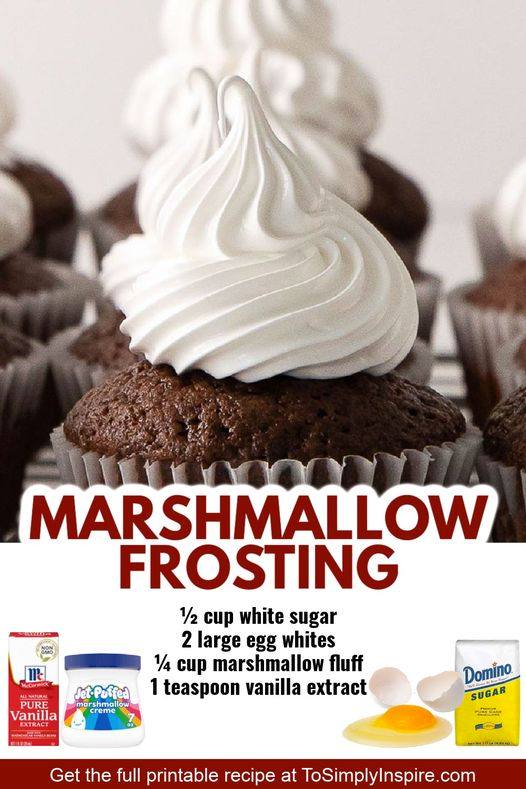 MARSHMALLOW
FROSTING
½ cup white sugar
2 large egg whites
¼ cup marshmallow fluff
1 teaspoon vanilla extract
NON
GMO
McCormick
ALL NATURAL
PURE
Vanilla
EXTRACT
Jet-Puffed
marshmallow
creme
7
oz
Domino
SUGAR
Get the full printable recipe at ToSimplyInspire.com